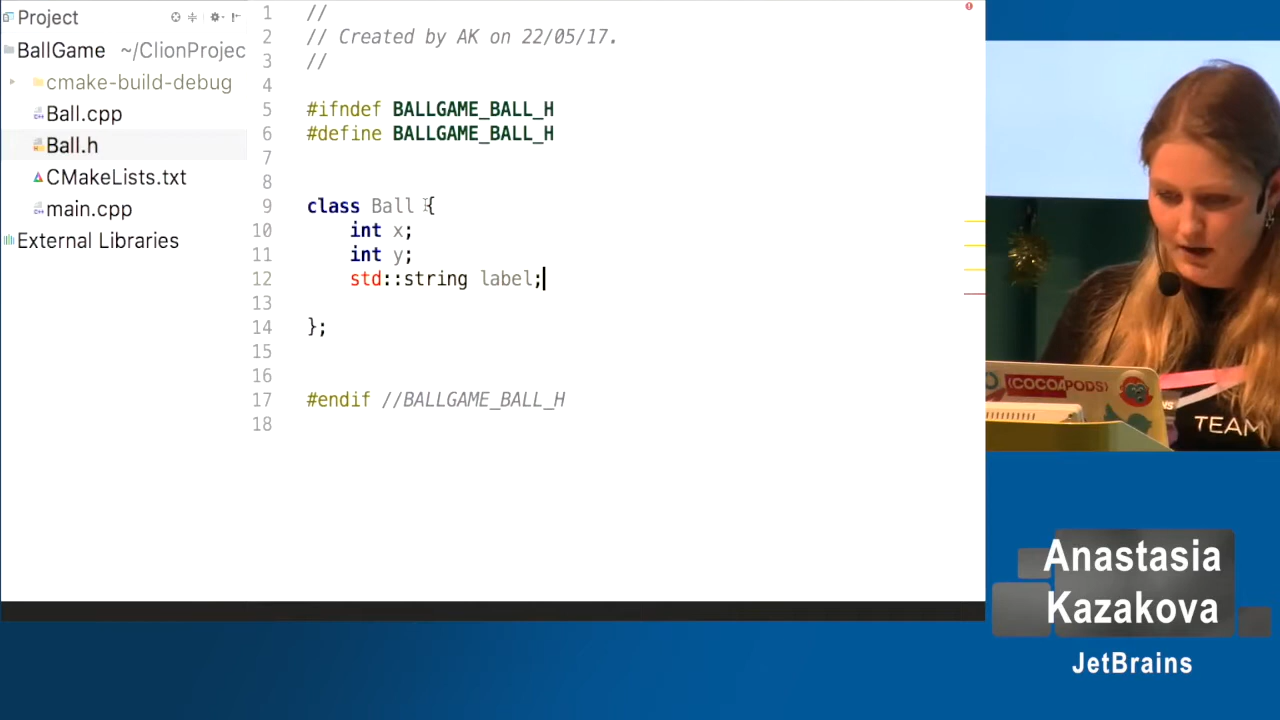 Project
BallGame ~/ClionProjec
cmake-build-debug
Ball.cpp
Ball.h
CMakeLists.txt
main.cpp
External Libraries
1 //
2 // Created by AK on 22/05/17.
3 //
4
5 #ifndef BALLGAME_BALL_H
6 #define BALLGAME_BALL_H
7
8
9 class Ball {
10 int x;
11 int y;
12 std::string label;
13
14 };
15
16
17 #endif //BALLGAME_BALL_H
18
COCOAPODS
TEAM
Anastasia
Kazakova
JetBrains